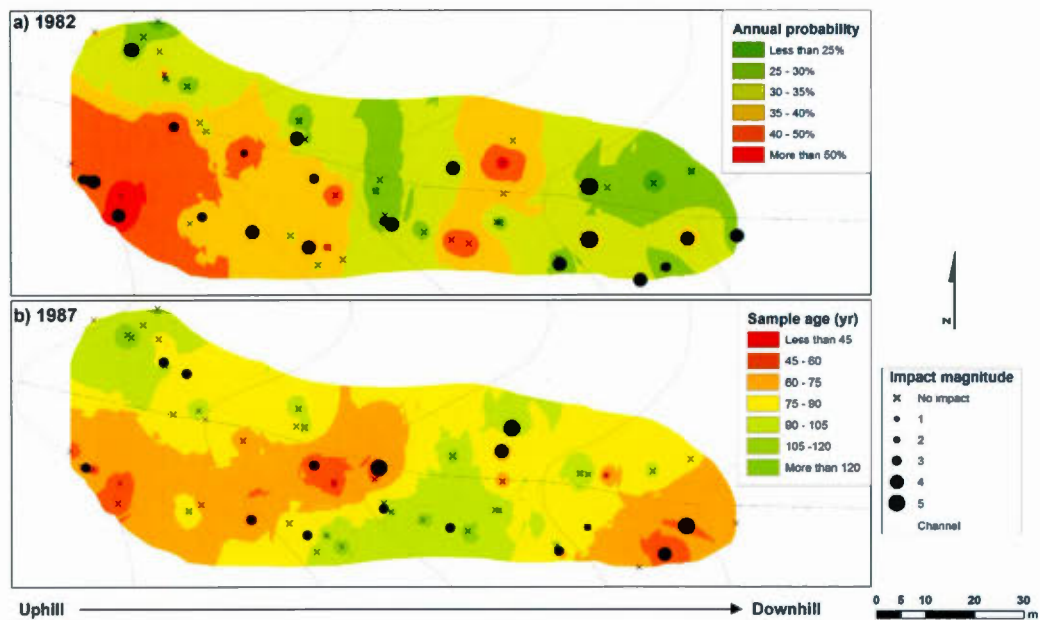 a) 1982
Annual probability
Less than 25%
25 - 30%
30 - 35%
35 - 40%
40 - 50%
More than 50%
b) 1987
Sample age (yr)
Less than 45
45 - 60
60 - 75
75 - 90
90 - 105
105 -120
More than 120
N
Impact magnitude
No impact
1
2
3
4
5
Channel
Uphill
Downhill
0 5 10 20 30
m